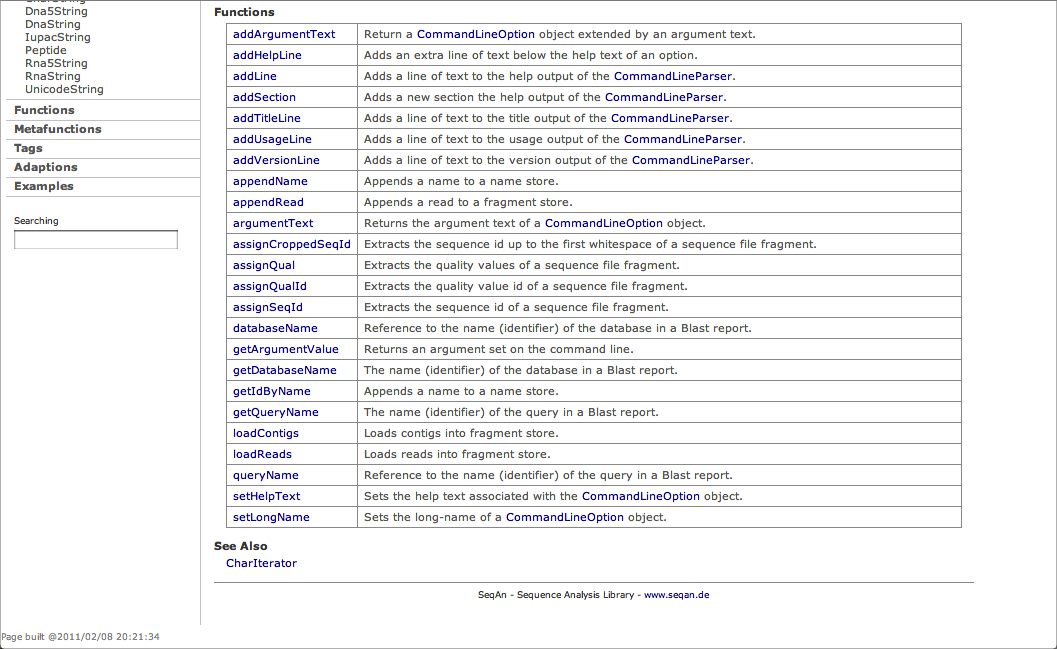 Dna5String
DnaString
IupacString
Peptide
Rna5String
RnaString
UnicodeString
Functions
Metafunctions
Tags
Adaptions
Examples
Searching
Functions
addArgumentText Return a CommandLineOption object extended by an argument text.
addHelpLine Adds an extra line of text below the help text of an option.
addLine Adds a line of text to the help output of the CommandLineParser.
addSection Adds a new section the help output of the CommandLineParser.
addTitleLine Adds a line of text to the title output of the CommandLineParser.
addUsageLine Adds a line of text to the usage output of the CommandLineParser.
addVersionLine Adds a line of text to the version output of the CommandLineParser.
appendName Appends a name to a name store.
appendRead Appends a read to a fragment store.
argumentText Returns the argument text of a CommandLineOption object.
assignCroppedSeqId Extracts the sequence id up to the first whitespace of a sequence file fragment.
assignQual Extracts the quality values of a sequence file fragment.
assignQualId Extracts the quality value id of a sequence file fragment.
assignSeqId Extracts the sequence id of a sequence file fragment.
databaseName Reference to the name (identifier) of the database in a Blast report.
getArgumentValue Returns an argument set on the command line.
getDatabaseName The name (identifier) of the database in a Blast report.
getIdByName Appends a name to a name store.
getQueryName The name (identifier) of the query in a Blast report.
loadContigs Loads contigs into fragment store.
loadReads Loads reads into fragment store.
queryName Reference to the name (identifier) of the query in a Blast report.
setHelpText Sets the help text associated with the CommandLineOption object.
setLongName Sets the long-name of a CommandLineOption object.
See Also
CharIterator
SeqAn - Sequence Analysis Library - www.seqan.de
Page built @2011/02/08 20:21:34